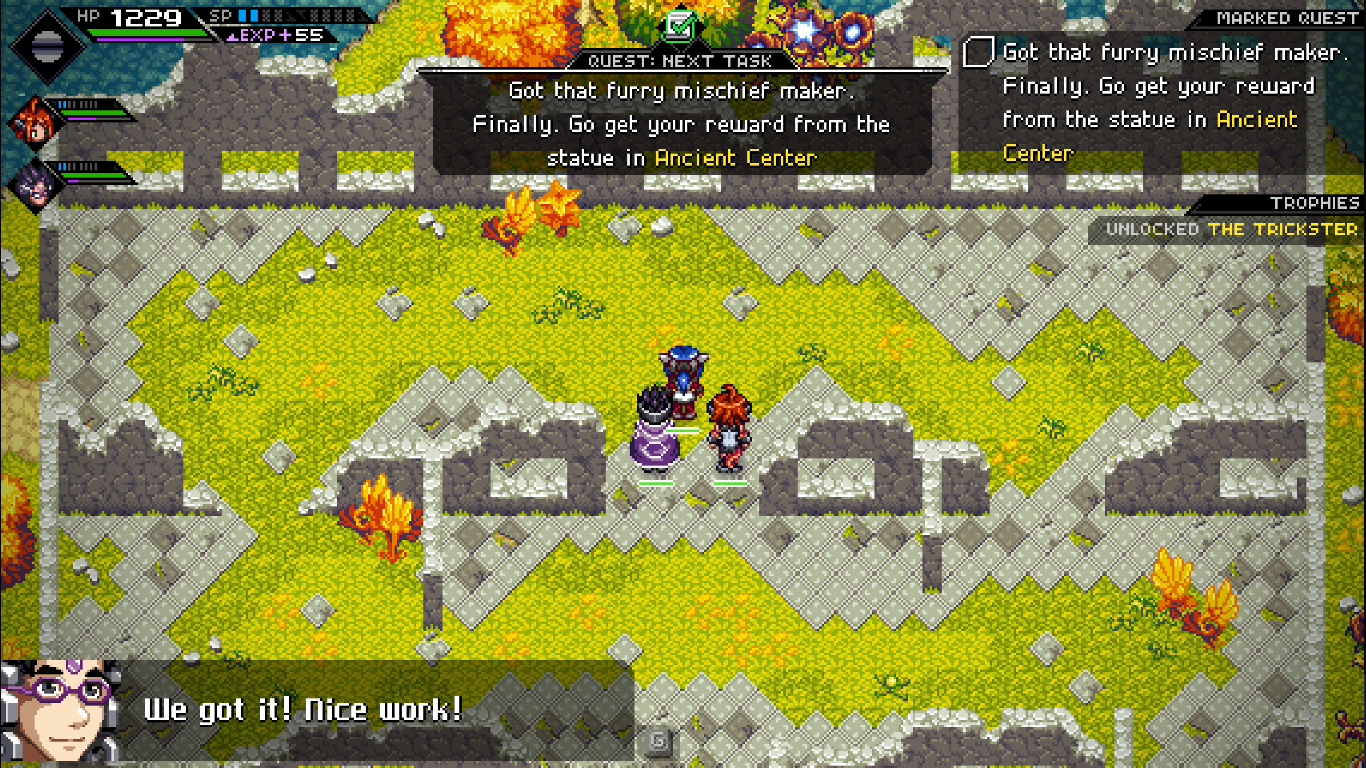 HP 1229 SP
EXP+55
QUEST: NEXT TASK
Got that furry mischief maker.
Finally. Go get your reward from the
statue in Ancient Center
MARKED QUEST
Got that furry mischief maker.
Finally. Go get your reward
from the statue in Ancient
Center
TROPHIES
UNLOCKED THE TRICKSTER
We got it! Nice work!
G